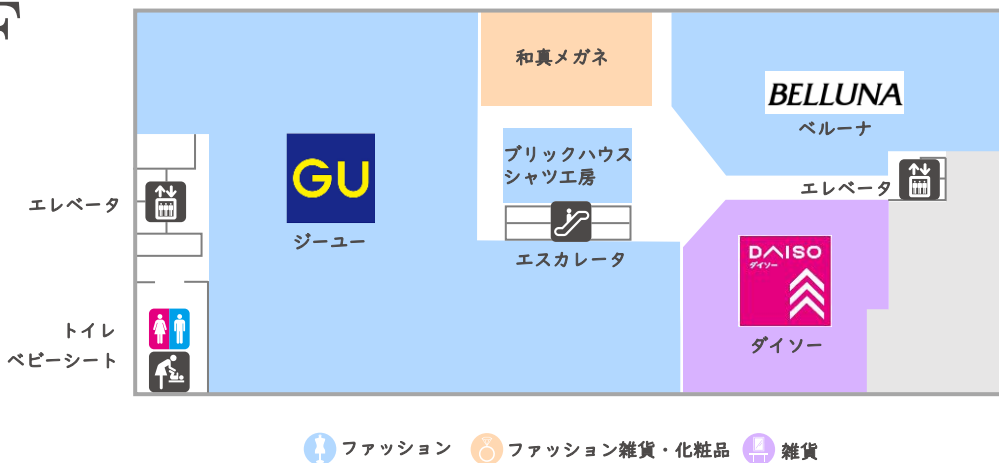 F
和真メガネ
BELLUNA
ベルーナ
ブリックハウス
シャツ工房
GU
ジーユー
エレベータ
エレベータ
エスカレータ
DAISO
ダイソー
ダイソー
トイレ
ベビーシート
ファッション
ファッション雑貨・化粧品
雑貨